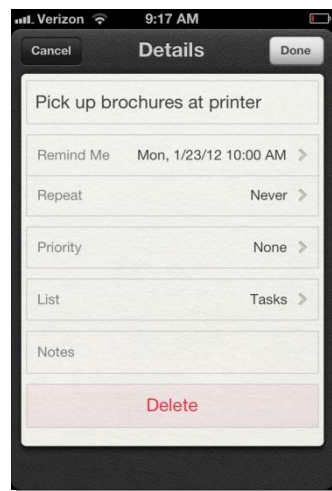 Verizon 9:17 AM
Cancel Details Done
Pick up brochures at printer
Remind Me Mon, 1/23/12 10:00 AM
Repeat Never
Priority None
List Tasks
Notes
Delete